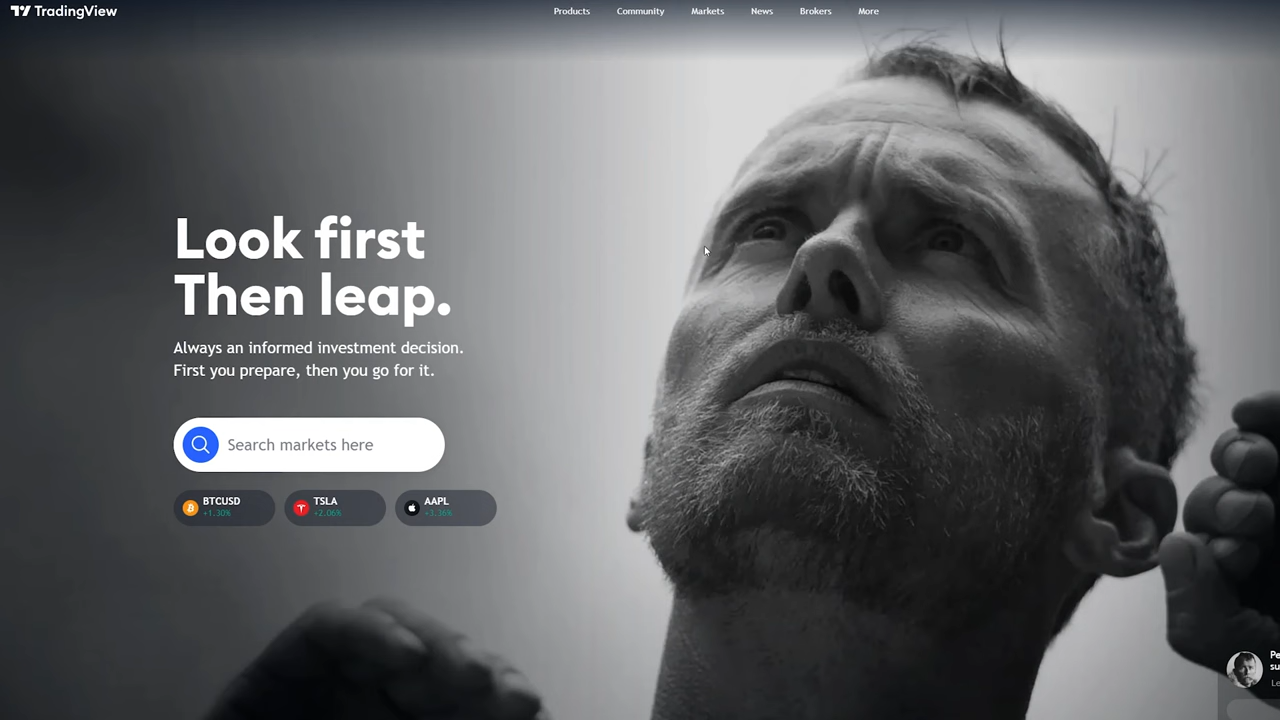 TradingView
Products Community Markets News Brokers More
Look first
Then leap.
Always an informed investment decision.
First you prepare, then you go for it.
Search markets here
BTCUSD
+1.30%
TSLA
+2.06%
AAPL
+3.36%